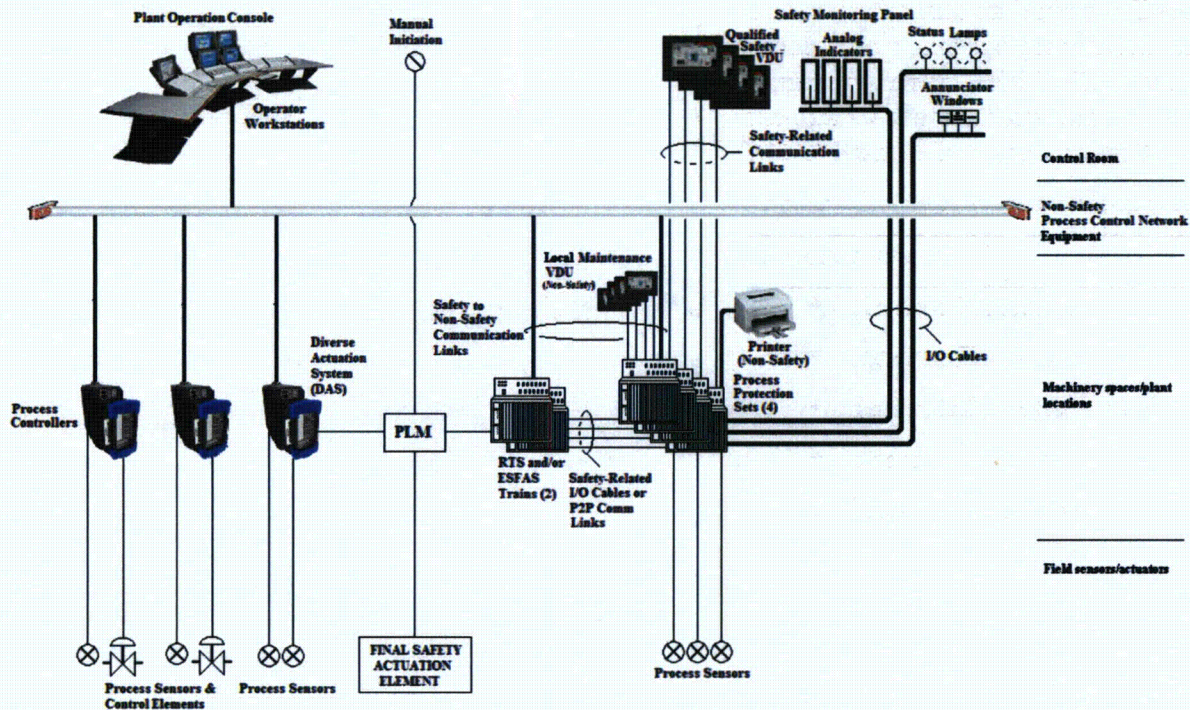 Plant Operation Console
Operator
Workstations
Manual
Initiation
Safety Monitoring Panel
Qualified
Safety
VDU
Analog
Indicators
Status Lamps
Annunciator
Windows
Safety-Related
Communication
Links
Control Room
Non-Safety
Process Control Network
Equipment
Local Maintenance
VDU
(Non-Safety)
Safety to
Non-Safety
Communication
Links
Printer
(Non-Safety)
I/O Cables
Diverse
Actuation
System
(DAS)
Process
Controllers
PLM
RTS and/or
ESFAS
Trains (2)
Safety-Related
I/O Cables or
P2P Comm
Links
Process
Protection
Sets (4)
Machinery spaces/plant
locations
Field sensors/actuators
Process Sensors &
Control Elements
Process Sensors
FINAL SAFETY
ACTUATION
ELEMENT
Process Sensors